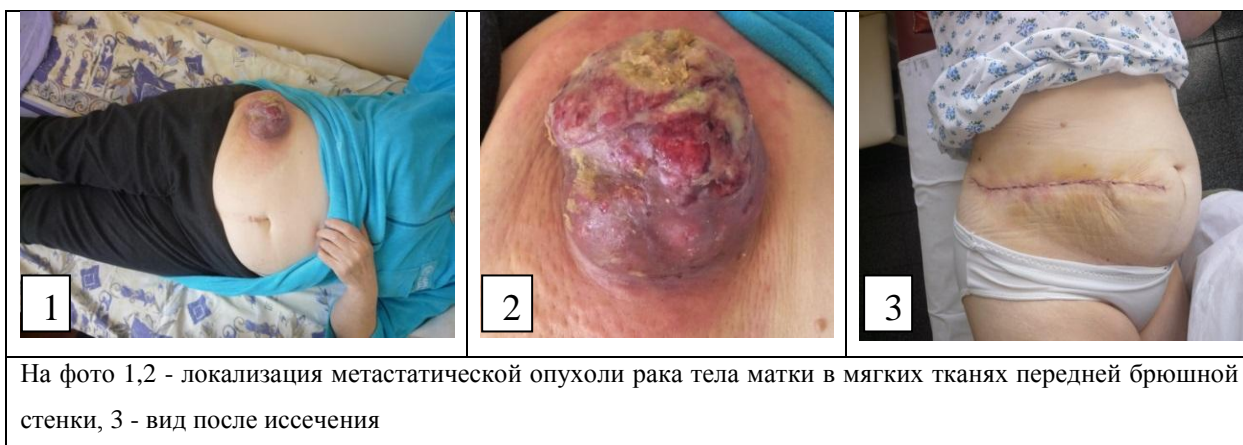 1
2
3
На фото 1,2 - локализация метастатической опухоли рака тела матки в мягких тканях передней брюшной
стенки, 3 - вид после иссечения